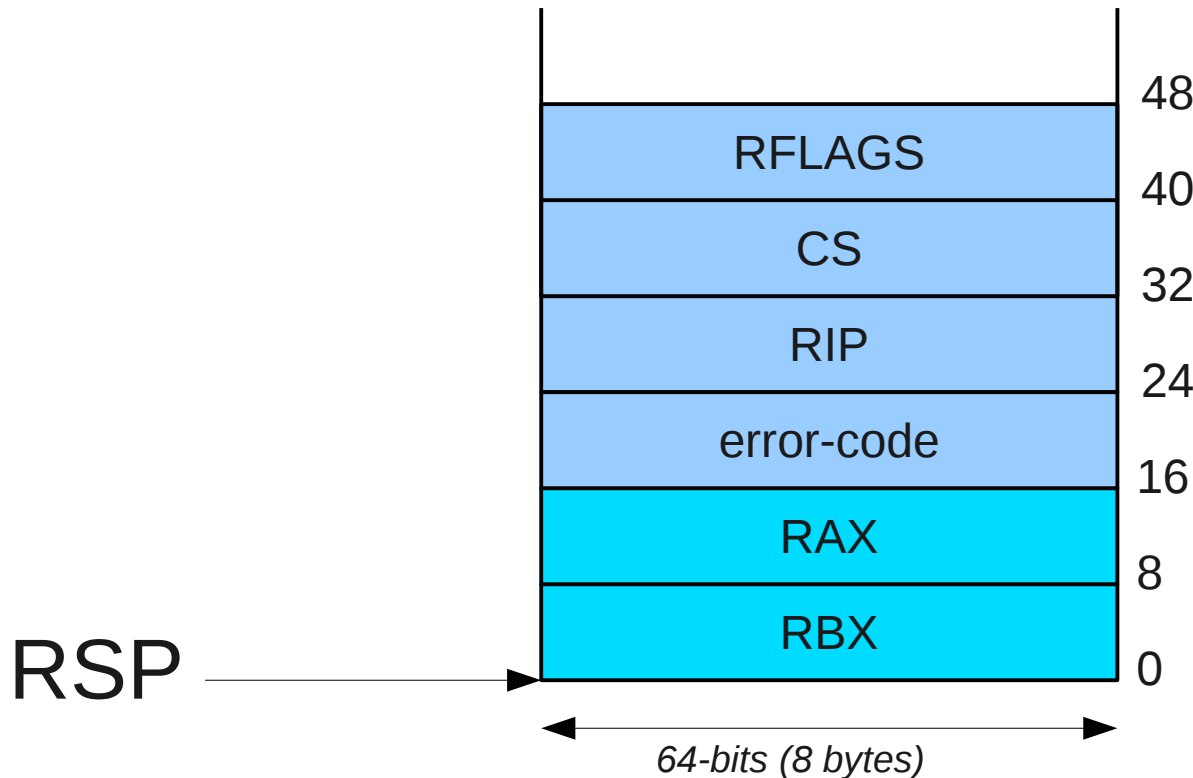 48
RFLAGS
40
CS
32
RIP
24
error-code
16
RAX
8
RBX
RSP
0
64-bits (8 bytes)